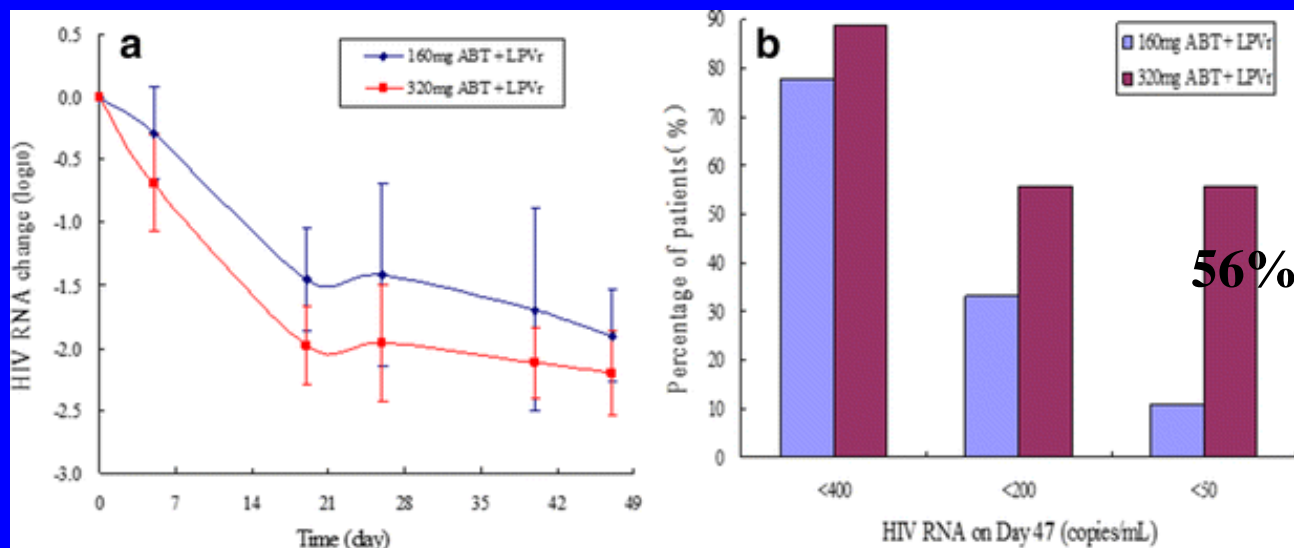 a
160mg ABT + LPVr
320mg ABT + LPVr
HIV RNA change (log10)
0.5
0.0
-0.5
-1.0
-1.5
-2.0
-2.5
-3.0
0 7 14 21 28 35 42 49
Time (day)
b
160mg ABT + LPVr
320mg ABT + LPVr
Percentage of patients (%)
90
80
70
60
50
40
30
20
10
0
56%
<400 <200 <50
HIV RNA on Day 47 (copies/mL)